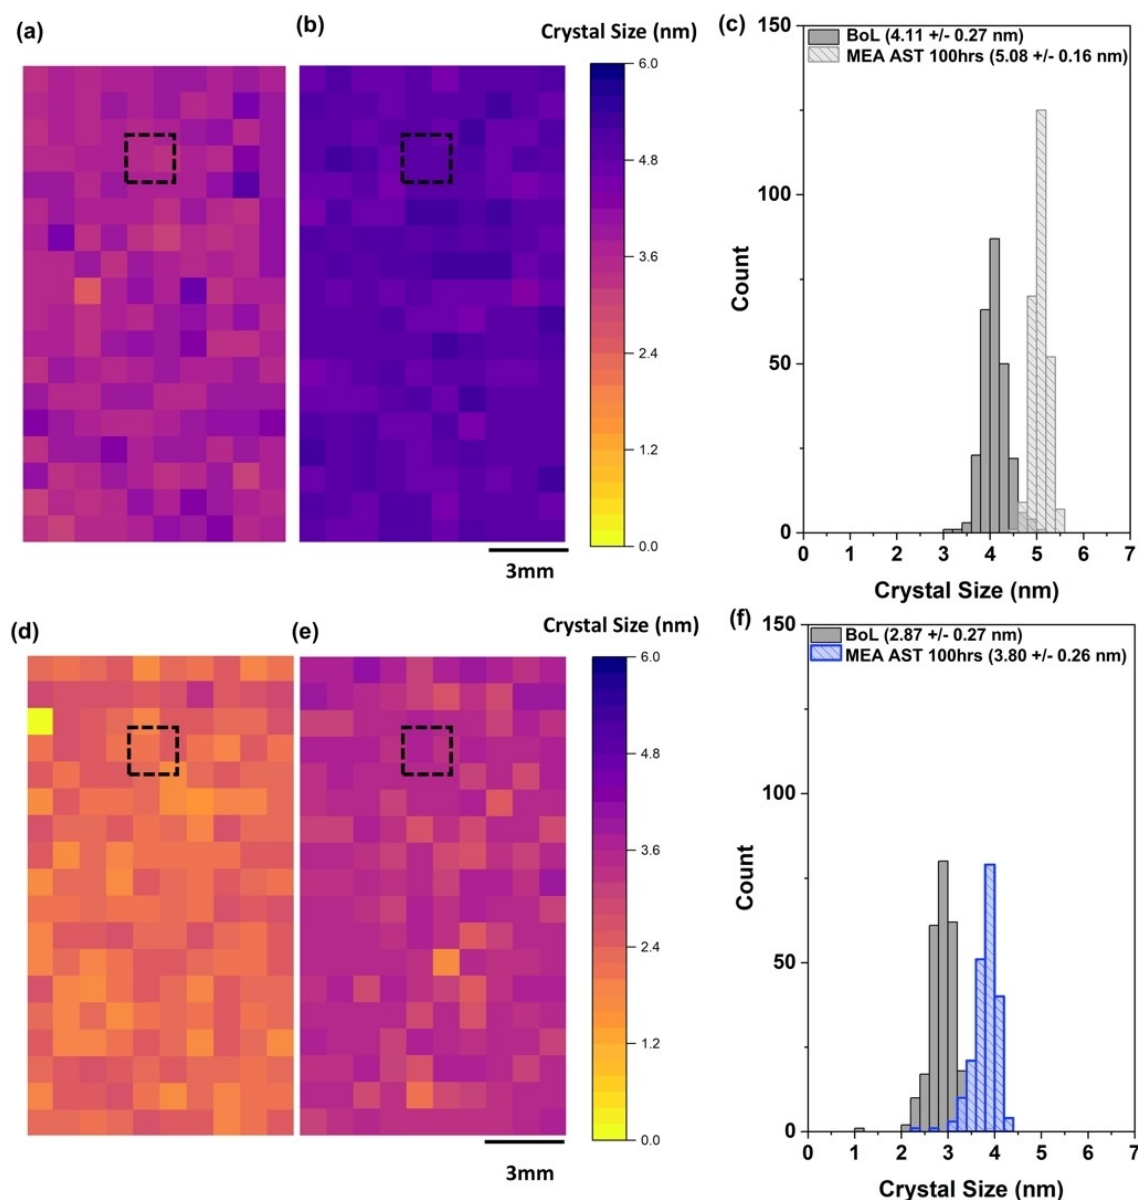 (a)
(b)
Crystal Size (nm)
6.0
4.8
3.6
2.4
1.2
0.0
3mm
(c)
150
100
50
0
Count
BoL (4.11 +/- 0.27 nm)
MEA AST 100hrs (5.08 +/- 0.16 nm)
0 1 2 3 4 5 6 7
Crystal Size (nm)
(d)
(e)
Crystal Size (nm)
6.0
4.8
3.6
2.4
1.2
0.0
3mm
(f)
150
100
50
0
Count
BoL (2.87 +/- 0.27 nm)
MEA AST 100hrs (3.80 +/- 0.26 nm)
0 1 2 3 4 5 6 7
Crystal Size (nm)